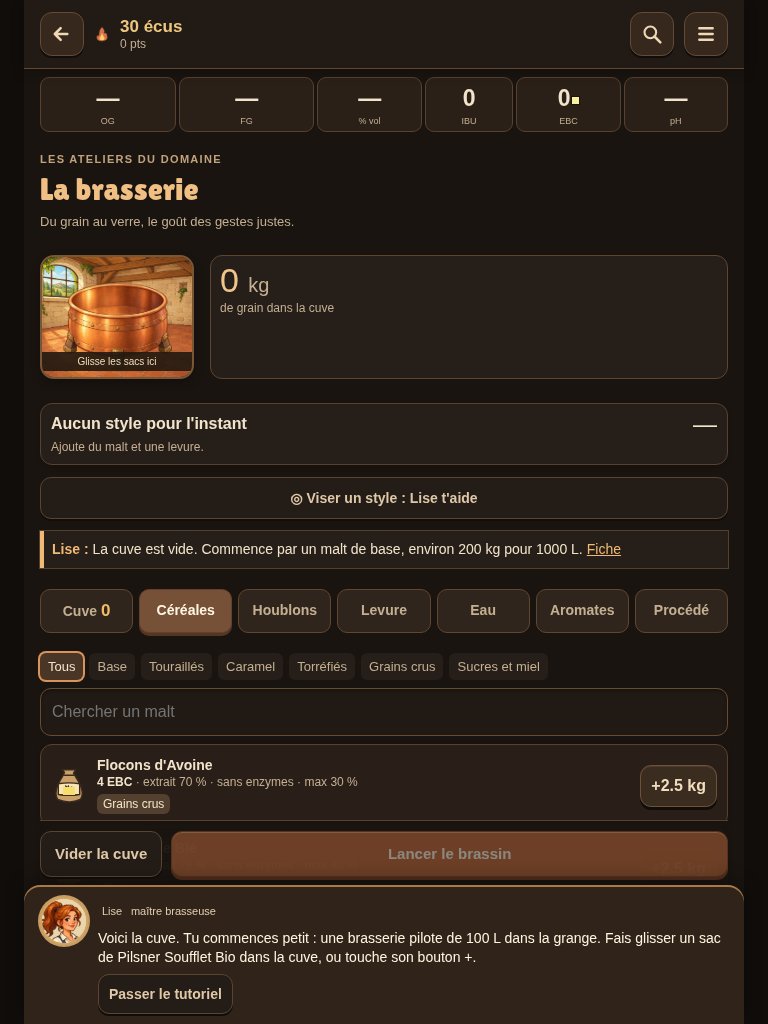 30 écus
0 pts
— — — 0 0 —
OG FG % vol IBU EBC pH
LES ATELIERS DU DOMAINE
La brasserie
Du grain au verre, le goût des gestes justes.
Glisse les sacs ici
0 kg
de grain dans la cuve
Aucun style pour l'instant —
Ajoute du malt et une levure.
◎ Viser un style : Lise t'aide
Lise : La cuve est vide. Commence par un malt de base, environ 200 kg pour 1000 L. Fiche
Cuve 0 Céréales Houblons Levure Eau Aromates Procédé
Tous Base Touraillés Caramel Torréfiés Grains crus Sucres et miel
Chercher un malt
Flocons d'Avoine
4 EBC · extrait 70 % · sans enzymes · max 30 %
Grains crus
+2.5 kg
Vider la cuve Lancer le brassin
+2.5 kg
Lise maître brasseuse
Voici la cuve. Tu commences petit : une brasserie pilote de 100 L dans la grange. Fais glisser un sac
de Pilsner Soufflet Bio dans la cuve, ou touche son bouton +.
Passer le tutoriel